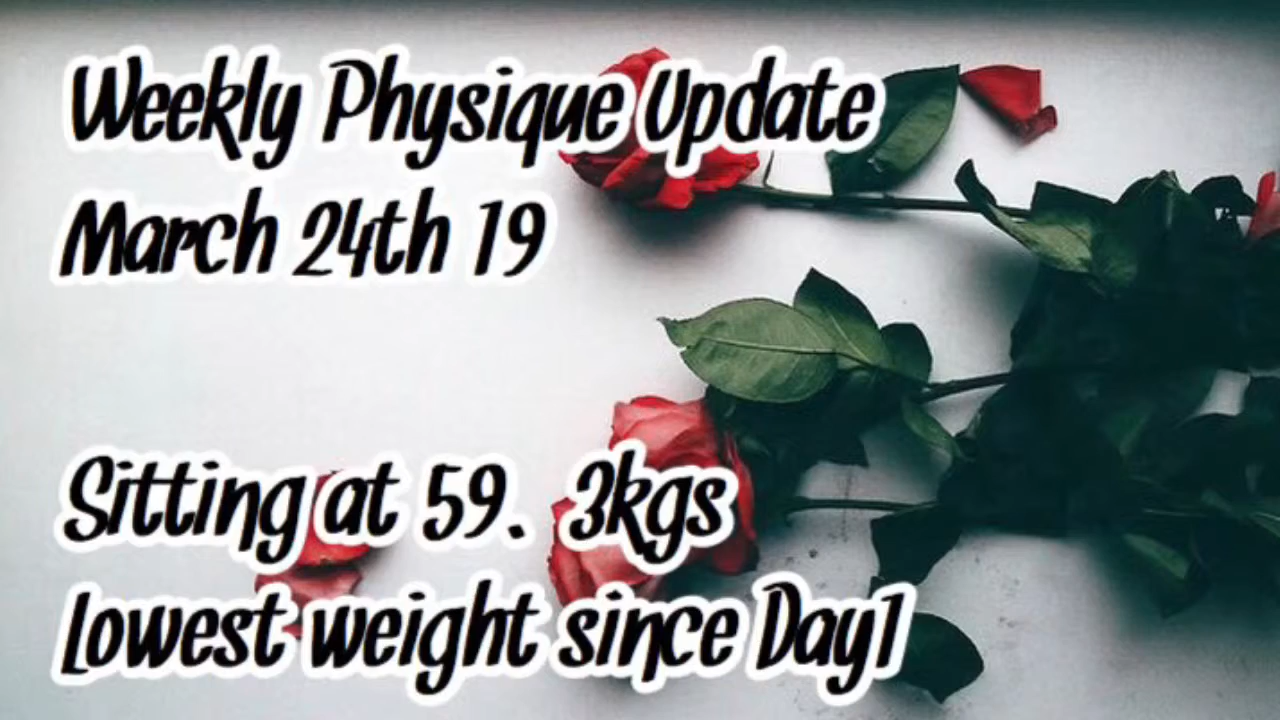 Weekly Physique Update
March 24th 19
Sitting at 59. 3kgs
Lowest weight since Day1